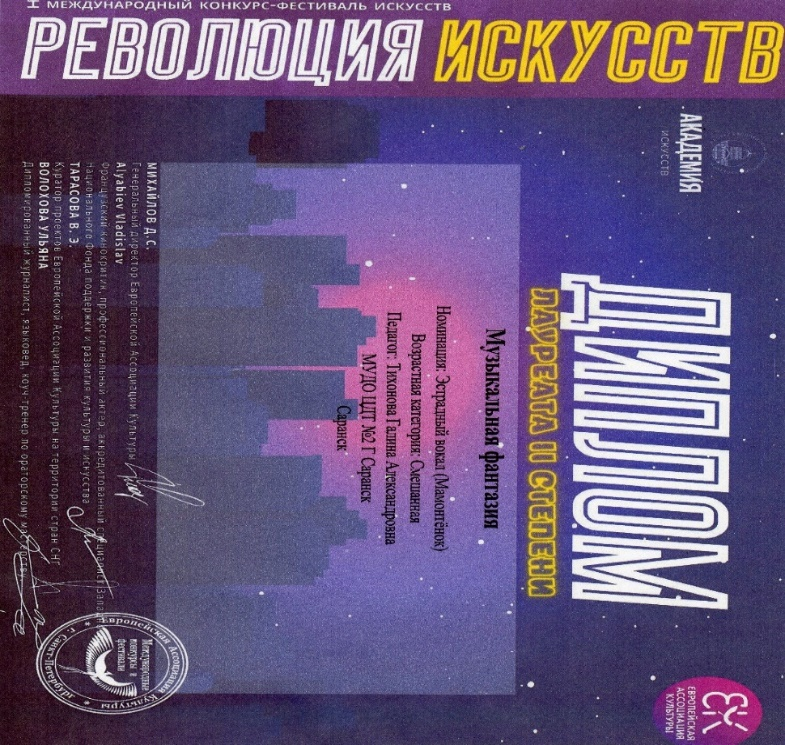 МЕЖДУНАРОДНЫЙ КОНКУРС-ФЕСТИВАЛЬ ИСКУССТВ
РЕВОЛЮЦИЯ ИСКУССТВ
АКАДЕМИЯ
ИСКУССТВ
ДИПЛОМ
ЛАУРЕАТА II СТЕПЕНИ
Музыкальная фантазия
Номинация: Эстрадный вокал (Мамонтёнок)
Возрастная категория: Смешанная
Педагог: Тихонова Галина Александровна
МУДО ЦДТ №2 Г Саранск
Саранск
МИХАЙЛОВ Д.С.
Генеральный директор Европейской Ассоциации Культуры
Alyabiev Vladislav
Французский кинокритик, профессиональный актер, аккредитованный специалист
Национального Фонда поддержки и развития культуры и искусства
ТАРАСОВА В. Э.
Куратор проектов Европейской Ассоциации Культуры на территории стран СНГ
ВОЛОХОВА УЛЬЯНА
Дипломированный журналист, языковед, коуч-тренер по ораторскому мастерству
Европейская Ассоциация Культуры
г. Санкт-Петербург
Международные
конкурсы и
фестивали
ЕВРОПЕЙСКАЯ
АССОЦИАЦИЯ
КУЛЬТУРЫ